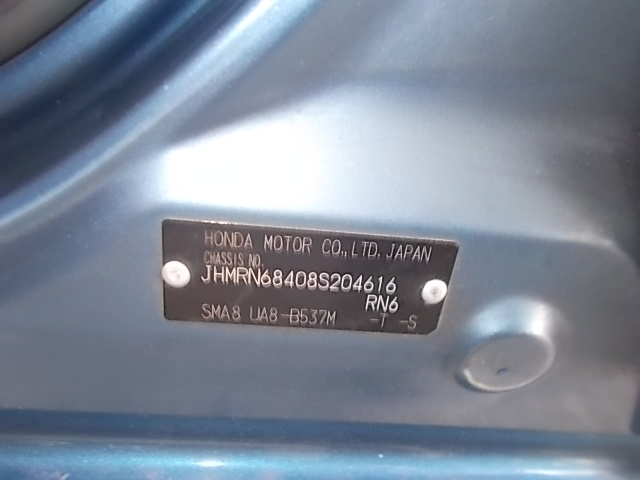 HONDA MOTOR CO.,LTD.JAPAN
CHASSIS NO.
JHMRN68408S204616
RN6
SMA8 UA8-B537M -T -S